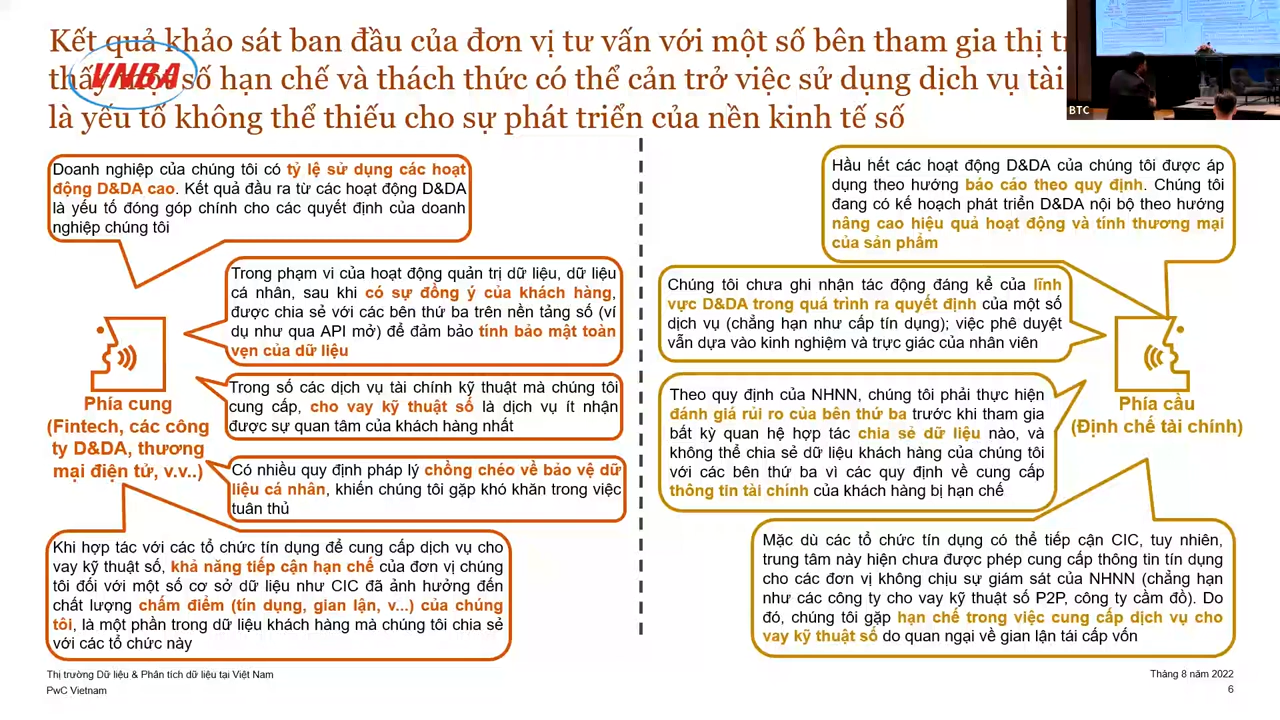 Kết quả khảo sát ban đầu của đơn vị tư vấn với một số bên tham gia thị
số hạn chế và thách thức có thể cản trở việc sử dụng dịch vụ tài
là yếu tố không thể thiếu cho sự phát triển của nền kinh tế số
VNBA
BTC
Doanh nghiệp của chúng tôi có tỷ lệ sử dụng các hoạt
động D&DA cao. Kết quả đầu ra từ các hoạt động D&DA
là yếu tố đóng góp chính cho các quyết định của doanh
nghiệp chúng tôi
Trong phạm vi của hoạt động quản trị dữ liệu, dữ liệu
cá nhân, sau khi có sự đồng ý của khách hàng,
được chia sẻ với các bên thứ ba trên nền tảng số (ví
dụ như qua API mở) để đảm bảo tính bảo mật toàn
vẹn của dữ liệu
Trong số các dịch vụ tài chính kỹ thuật mà chúng tôi
cung cấp, cho vay kỹ thuật số là dịch vụ ít nhận
được sự quan tâm của khách hàng nhất
Phía cung
(Fintech, các công
ty D&DA, thương
mại điện tử, v.v..)
Có nhiều quy định pháp lý chồng chéo về bảo vệ dữ
liệu cá nhân, khiến chúng tôi gặp khó khăn trong việc
tuân thủ
Khi hợp tác với các tổ chức tín dụng để cung cấp dịch vụ cho
vay kỹ thuật số, khả năng tiếp cận hạn chế của đơn vị chúng
tôi đối với một số cơ sở dữ liệu như CIC đã ảnh hưởng đến
chất lượng chấm điểm (tín dụng, gian lận, v...) của chúng
tôi, là một phần trong dữ liệu khách hàng mà chúng tôi chia sẻ
với các tổ chức này
Hầu hết các hoạt động D&DA của chúng tôi được áp
dụng theo hướng báo cáo theo quy định. Chúng tôi
đang có kế hoạch phát triển D&DA nội bộ theo hướng
nâng cao hiệu quả hoạt động và tính thương mại
của sản phẩm
Chúng tôi chưa ghi nhận tác động đáng kể của lĩnh
vực D&DA trong quá trình ra quyết định của một số
dịch vụ (chẳng hạn như cấp tín dụng); việc phê duyệt
vẫn dựa vào kinh nghiệm và trực giác của nhân viên
Theo quy định của NHNN, chúng tôi phải thực hiện
đánh giá rủi ro của bên thứ ba trước khi tham gia
bất kỳ quan hệ hợp tác chia sẻ dữ liệu nào, và
không thể chia sẻ dữ liệu khách hàng của chúng tôi
với các bên thứ ba vì các quy định về cung cấp
thông tin tài chính của khách hàng bị hạn chế
Phía cầu
(Định chế tài chính)
Mặc dù các tổ chức tín dụng có thể tiếp cận CIC, tuy nhiên,
trung tâm này hiện chưa được phép cung cấp thông tin tín dụng
cho các đơn vị không chịu sự giám sát của NHNN (chẳng hạn
như các công ty cho vay kỹ thuật số P2P, công ty cầm đồ). Do
đó, chúng tôi gặp hạn chế trong việc cung cấp dịch vụ cho
vay kỹ thuật số do quan ngại về gian lận tái cấp vốn
Thị trường Dữ liệu & Phân tích dữ liệu tại Việt Nam
PwC Vietnam
Tháng 8 năm 2022
6